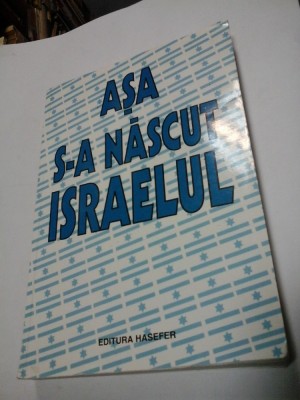 AȘA
S-A NĂSCUT
ISRAELUL
EDITURA HASEFER